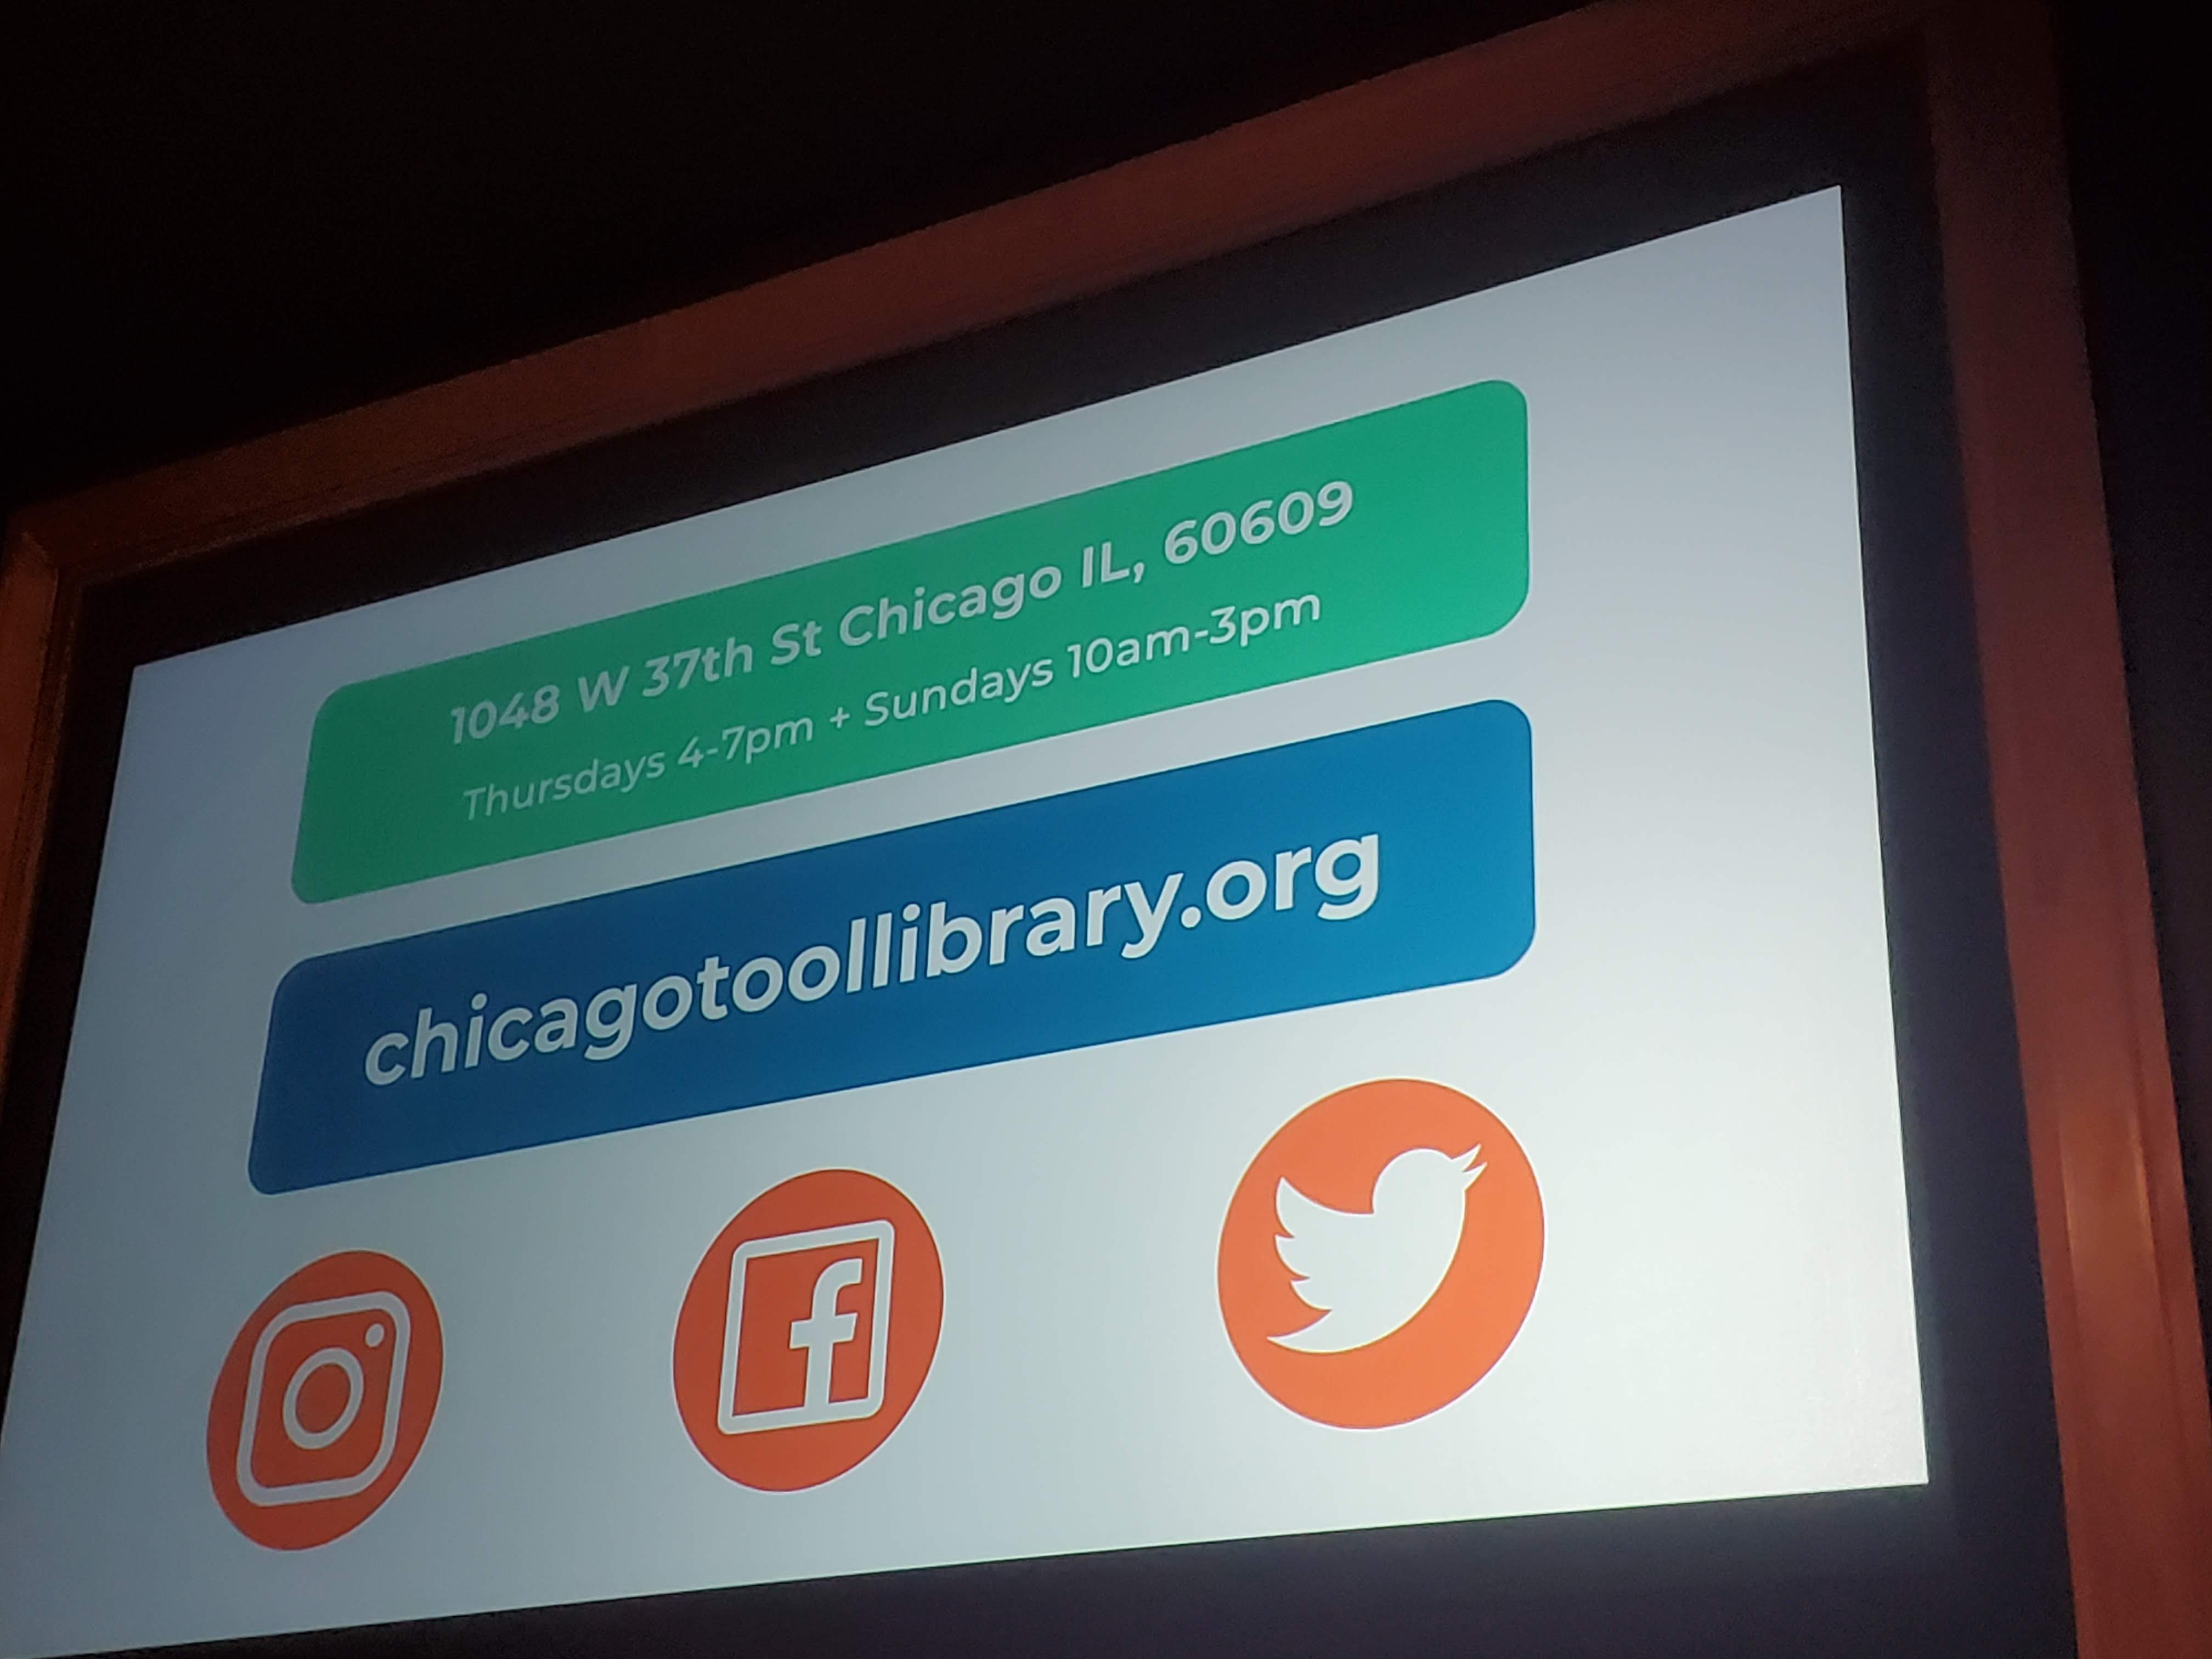 1048 W 37th St Chicago IL, 60609
Thursdays 4-7pm + Sundays 10am-3pm
chicagotoollibrary.org